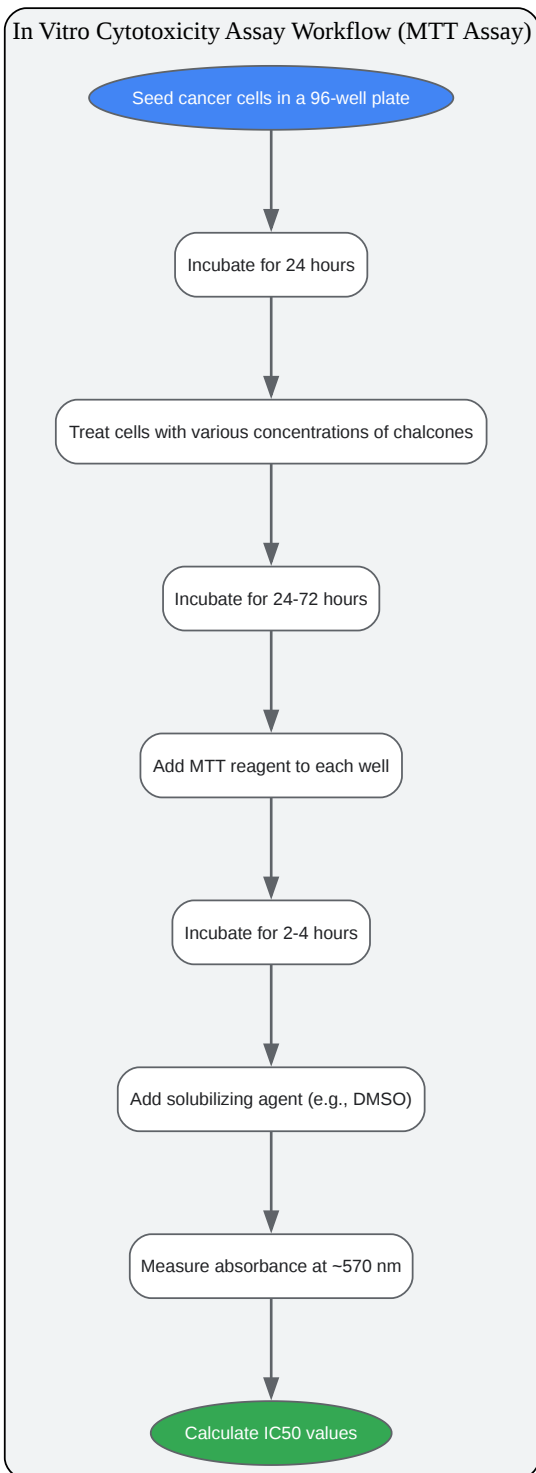 In Vitro Cytotoxicity Assay Workflow (MTT Assay)
Seed cancer cells in a 96-well plate
Incubate for 24 hours
Treat cells with various concentrations of chalcones
Incubate for 24-72 hours
Add MTT reagent to each well
Incubate for 2-4 hours
Add solubilizing agent (e.g., DMSO)
Measure absorbance at ~570 nm
Calculate IC50 values